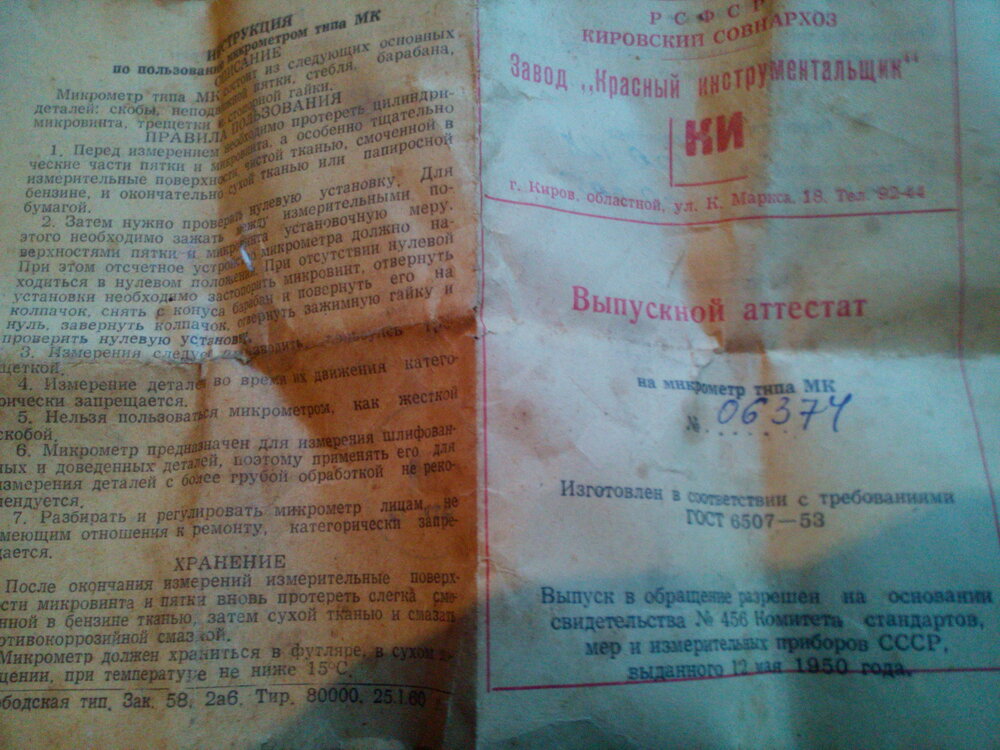 ИНСТРУКЦИЯ
по пользованию микрометром типа МК
ОПИСАНИЕ
Микрометр типа МК состоит из следующих основных
деталей: скобы, неподвижной пятки, стебля, барабана,
микровинта, трещетки и стопорной гайки.
ПРАВИЛА ПОЛЬЗОВАНИЯ
1. Перед измерением необходимо протереть цилиндри-
ческие части пятки и микровинта, а особенно тщательно
измерительные поверхности чистой тканью, смоченной в
бензине, и окончательно сухой тканью или папиросной
бумагой.
2. Затем нужно проверить нулевую установку. Для
этого необходимо зажать между измерительными по-
верхностями пятки и микровинта установочную меру.
При этом отсчетное устройство микрометра должно на-
ходиться в нулевом положении. При отсутствии нулевой
установки необходимо застопорить микровинт, отвернуть
колпачок, снять с конуса барабан и повернуть его на
нуль, завернуть колпачок, отвернуть зажимную гайку и
проверить нулевую установку.
3. Измерения следует
щеткой.
4. Измерение детали во время их движения катего-
рически запрещается.
5. Нельзя пользоваться микрометром, как жесткой
скобой.
6. Микрометр предназначен для измерения шлифован-
ных и доведенных деталей, поэтому применять его для
измерения деталей с более грубой обработкой не реко-
мендуется.
7. Разбирать и регулировать микрометр лицам, не
имеющим отношения к ремонту, категорически запре-
щается.
ХРАНЕНИЕ
После окончания измерений измерительные поверх-
сти микровинта и пятки вновь протереть слегка смо-
енной в бензине тканью, затем сухой тканью и смазать
отивокоррозийной смазкой.
Микрометр должен храниться в футляре, в сухом
щении, при температуре не ниже 15°С.
ободская тип. Зак. 58. 2а6. Тир. 80000. 25.1.60
РСФСР
КИРОВСКИЙ СОВНАРХОЗ
Завод „Красный инструментальщик“
КИ
г. Киров, областной, ул. К. Маркса, 18. Тел. 92-44
Выпускной аттестат
на микрометр типа МК
№ 06374
Изготовлен в соответствии с требованиями
ГОСТ 6507—53
Выпуск в обращение разрешен на основании
свидетельства № 456 Комитета стандартов,
мер и измерительных приборов СССР,
выданного 12 мая 1950 года.